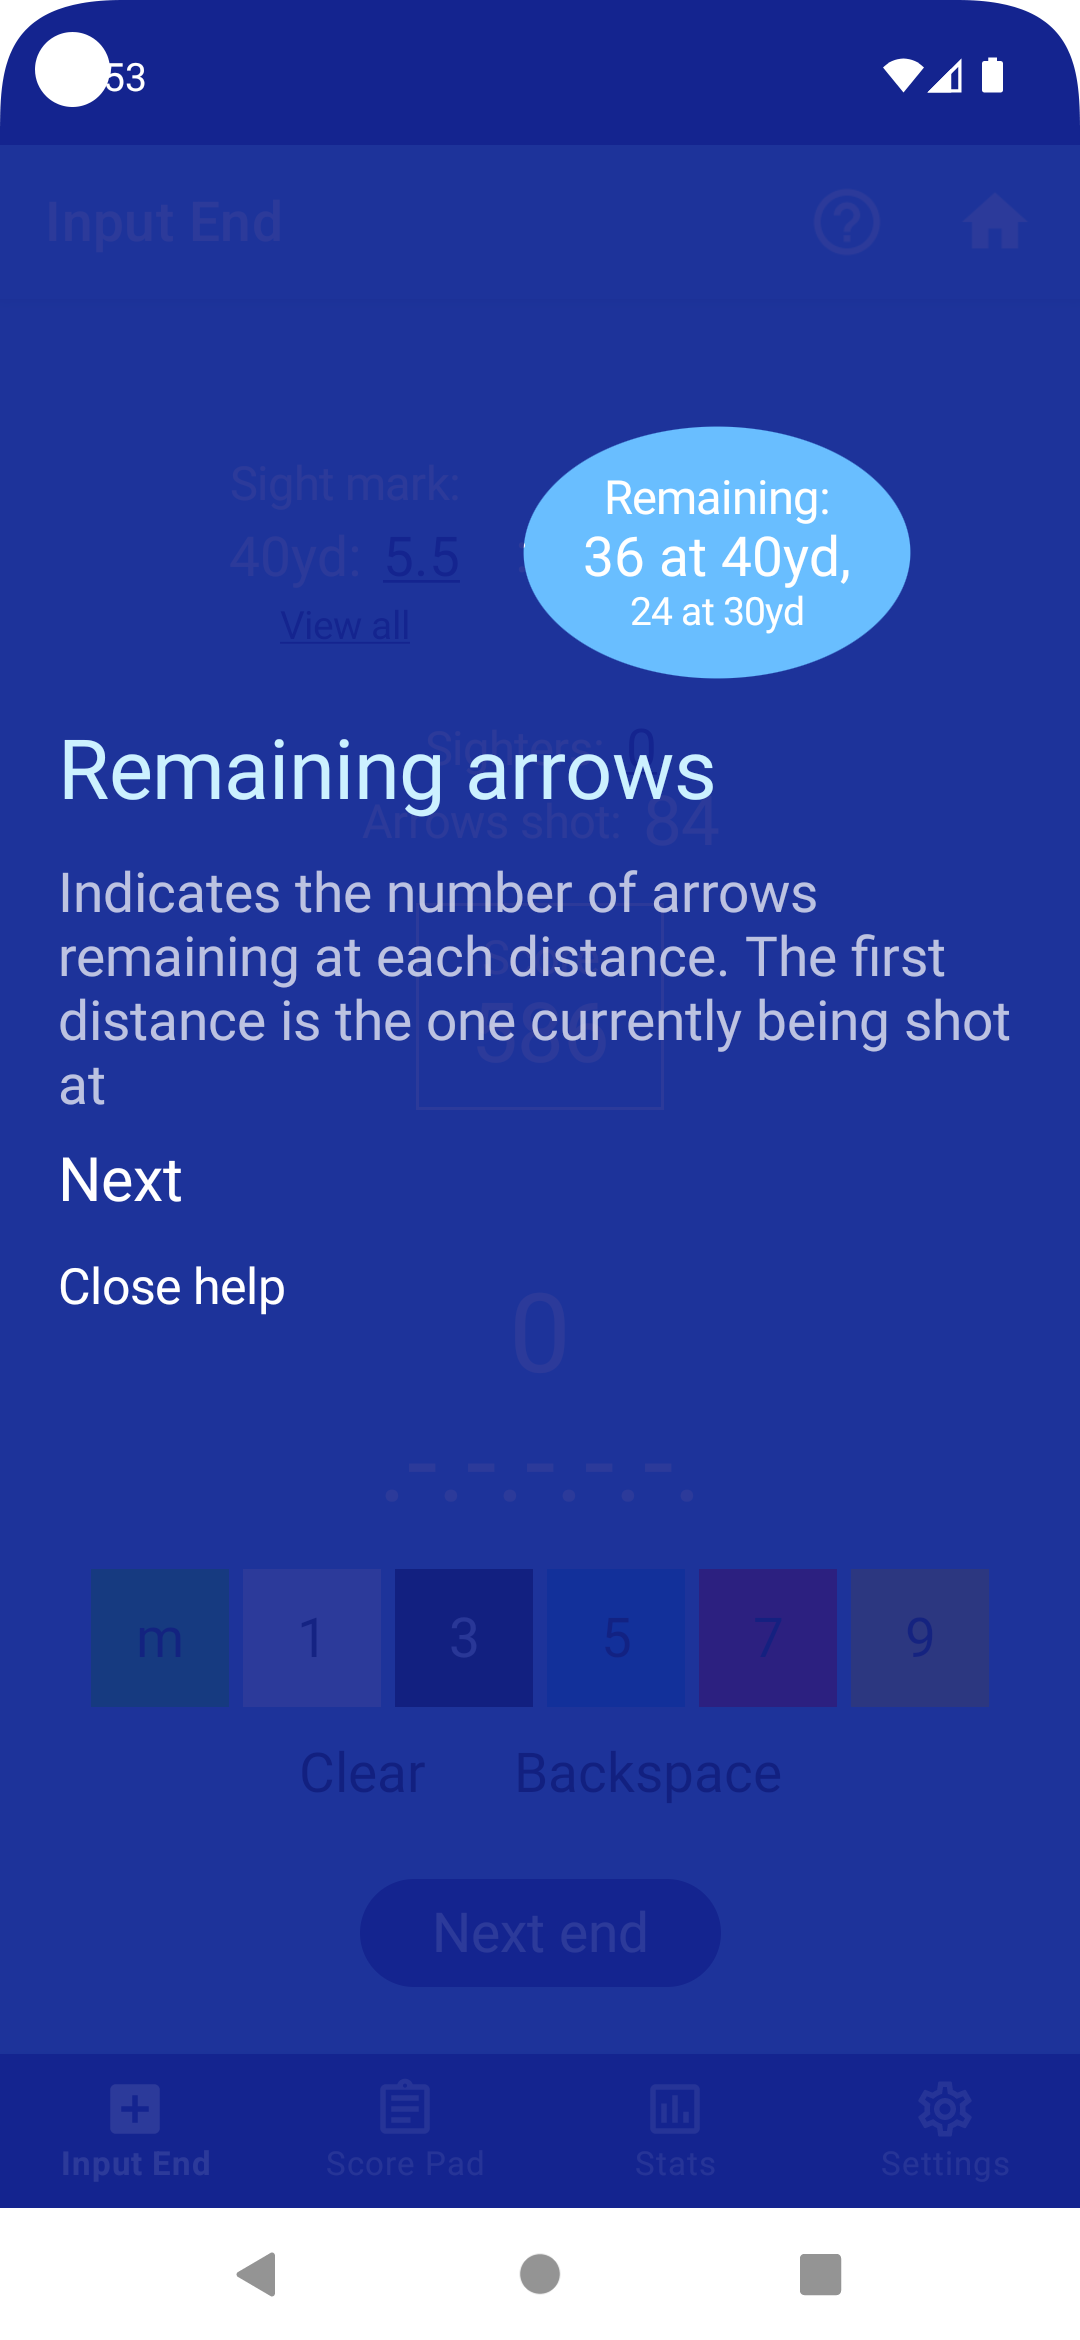 53
Input End
Sight mark:
40yd: 5.5
View all
Remaining:
36 at 40yd,
24 at 30yd
Sighters: 0
Remaining arrows
Arrows shot: 84
Indicates the number of arrows
remaining at each distance. The first
distance is the one currently being shot
at
586
Next
Close help
0
.-.-.-.-.-.
m 1 3 5 7 9
Clear Backspace
Next end
Input End Score Pad Stats Settings